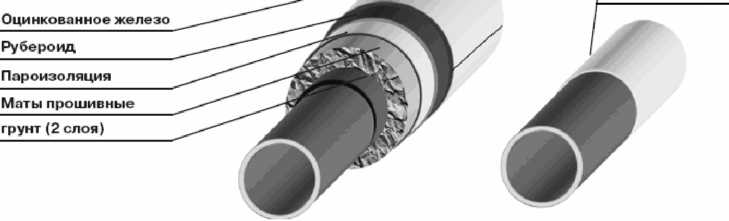 Оцинкованное железо
Рубероид
Пароизоляция
Маты прошивные
грунт (2 слоя)